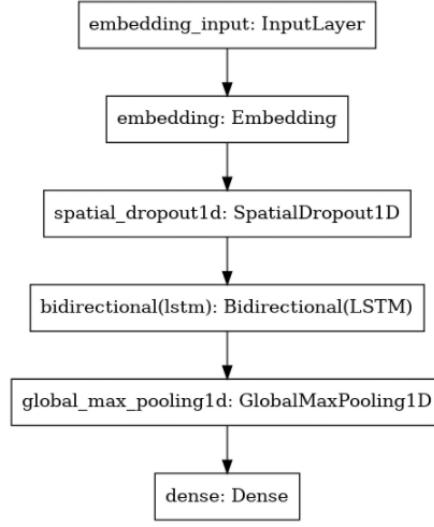 embedding_input: InputLayer
embedding: Embedding
spatial_dropout1d: SpatialDropout1D
bidirectional(lstm): Bidirectional(LSTM)
global_max_pooling1d: GlobalMaxPooling1D
dense: Dense